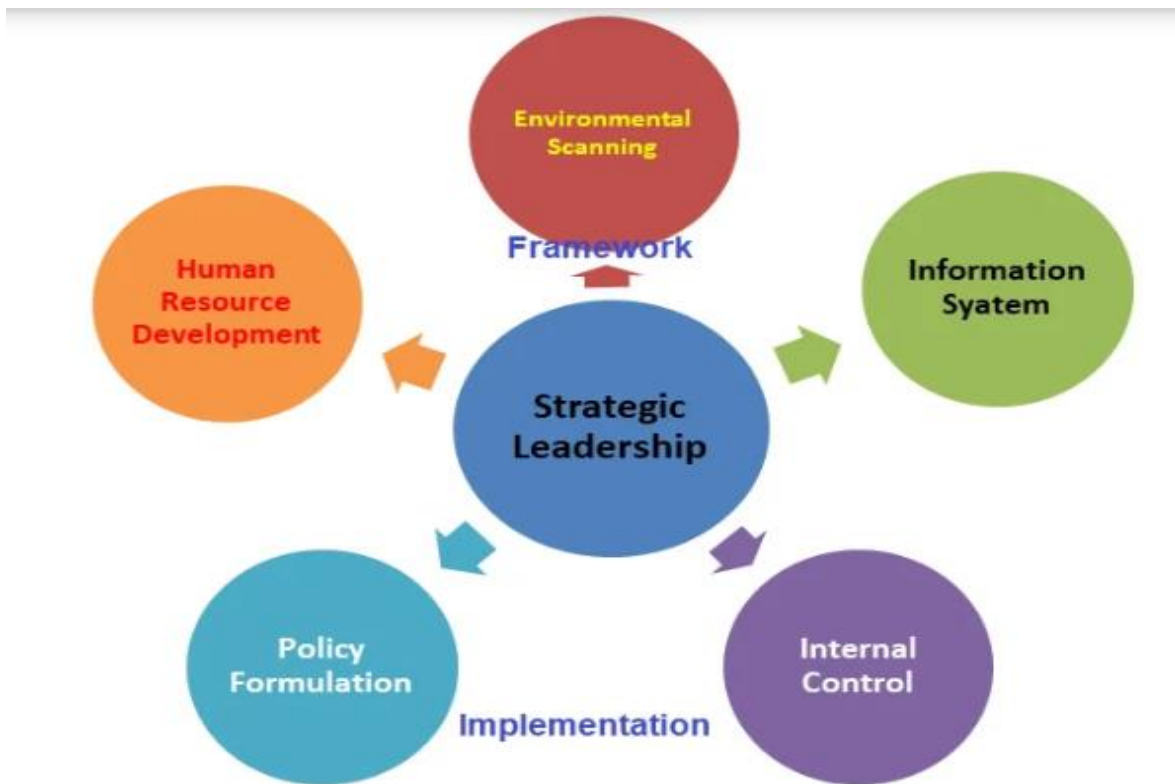 Environmental
Scanning
Framework
Human
Resource
Development
Information
Syatem
Strategic
Leadership
Policy
Formulation
Internal
Control
Implementation